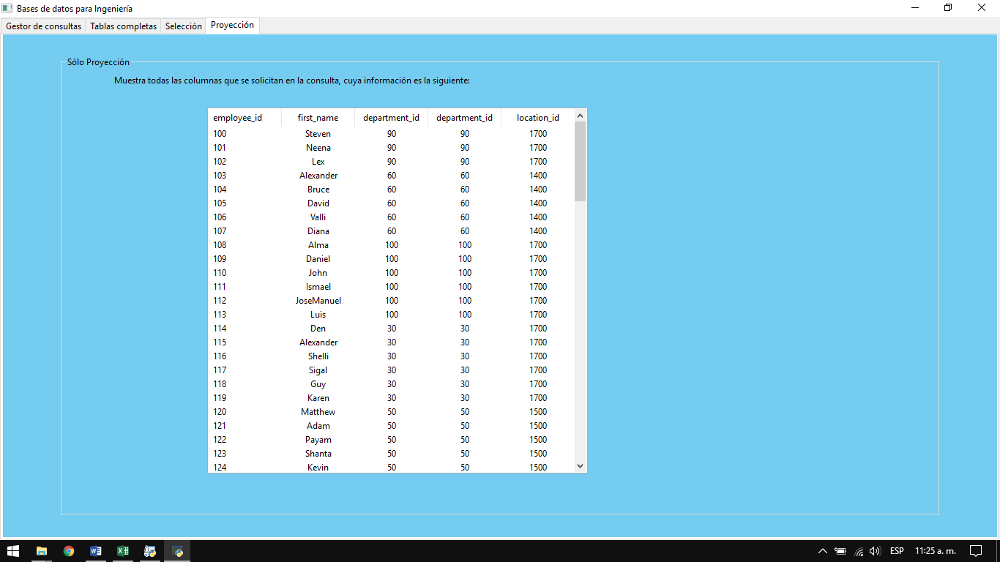 Bases de datos para Ingeniería
Gestor de consultas Tablas completas Selección Proyección
Sólo Proyección
Muestra todas las columnas que se solicitan en la consulta, cuya información es la siguiente:
employee_id first_name department_id department_id location_id
100 Steven 90 90 1700
101 Neena 90 90 1700
102 Lex 90 90 1700
103 Alexander 60 60 1400
104 Bruce 60 60 1400
105 David 60 60 1400
106 Valli 60 60 1400
107 Diana 60 60 1400
108 Alma 100 100 1700
109 Daniel 100 100 1700
110 John 100 100 1700
111 Ismael 100 100 1700
112 JoseManuel 100 100 1700
113 Luis 100 100 1700
114 Den 30 30 1700
115 Alexander 30 30 1700
116 Shelli 30 30 1700
117 Sigal 30 30 1700
118 Guy 30 30 1700
119 Karen 30 30 1700
120 Matthew 50 50 1500
121 Adam 50 50 1500
122 Payam 50 50 1500
123 Shanta 50 50 1500
124 Kevin 50 50 1500
ESP 11:25 a. m.